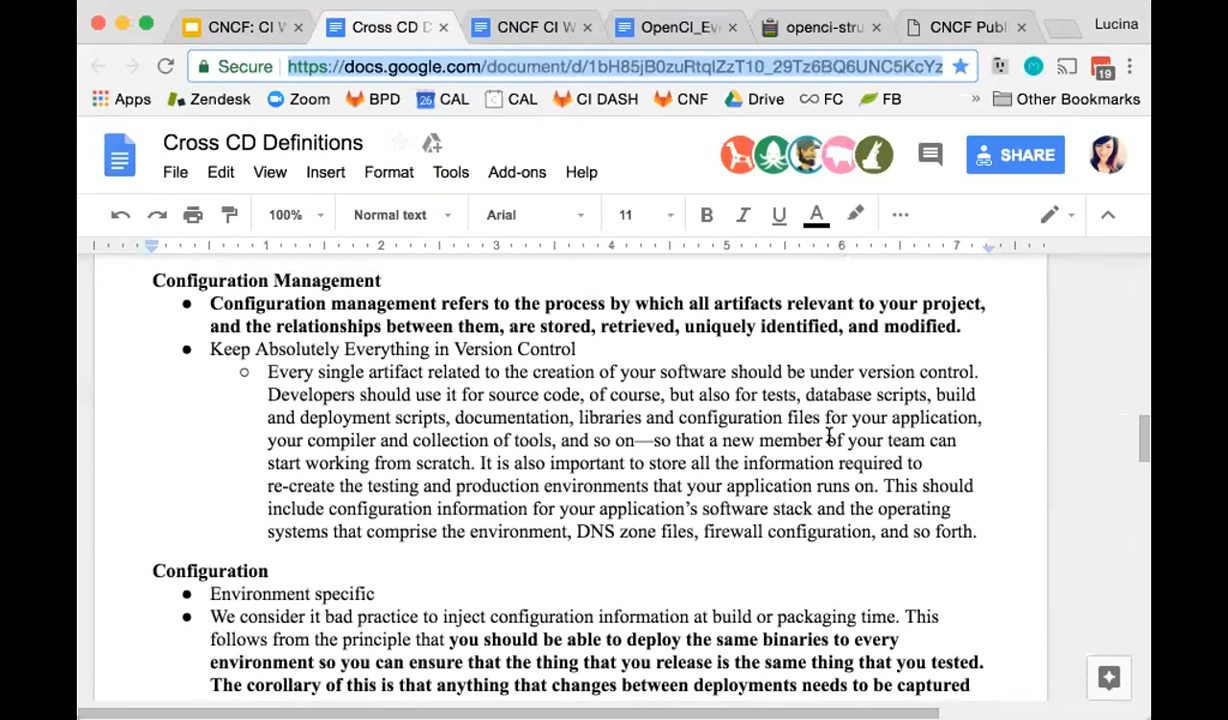 CNCF: CI W Cross CD D CNCF CI W OpenCI_Eve openci-stru CNCF Publ Lucina
Secure https://docs.google.com/document/d/1bH85jB0zuRtqlZzT10_29Tz6BQ6UNC5KcYz 19
Apps Zendesk Zoom BPD 26 CAL C CAL CI DASH CNF Drive FC FB » Other Bookmarks
Cross CD Definitions
File Edit View Insert Format Tools Add-ons Help
SHARE
100% Normal text Arial 11 B I U A
1 2 3 4 5 6 7
Configuration Management
● Configuration management refers to the process by which all artifacts relevant to your project,
and the relationships between them, are stored, retrieved, uniquely identified, and modified.
● Keep Absolutely Everything in Version Control
○ Every single artifact related to the creation of your software should be under version control.
Developers should use it for source code, of course, but also for tests, database scripts, build
and deployment scripts, documentation, libraries and configuration files for your application,
your compiler and collection of tools, and so on—so that a new member of your team can
start working from scratch. It is also important to store all the information required to
re-create the testing and production environments that your application runs on. This should
include configuration information for your application’s software stack and the operating
systems that comprise the environment, DNS zone files, firewall configuration, and so forth.
Configuration
● Environment specific
● We consider it bad practice to inject configuration information at build or packaging time. This
follows from the principle that you should be able to deploy the same binaries to every
environment so you can ensure that the thing that you release is the same thing that you tested.
The corollary of this is that anything that changes between deployments needs to be captured